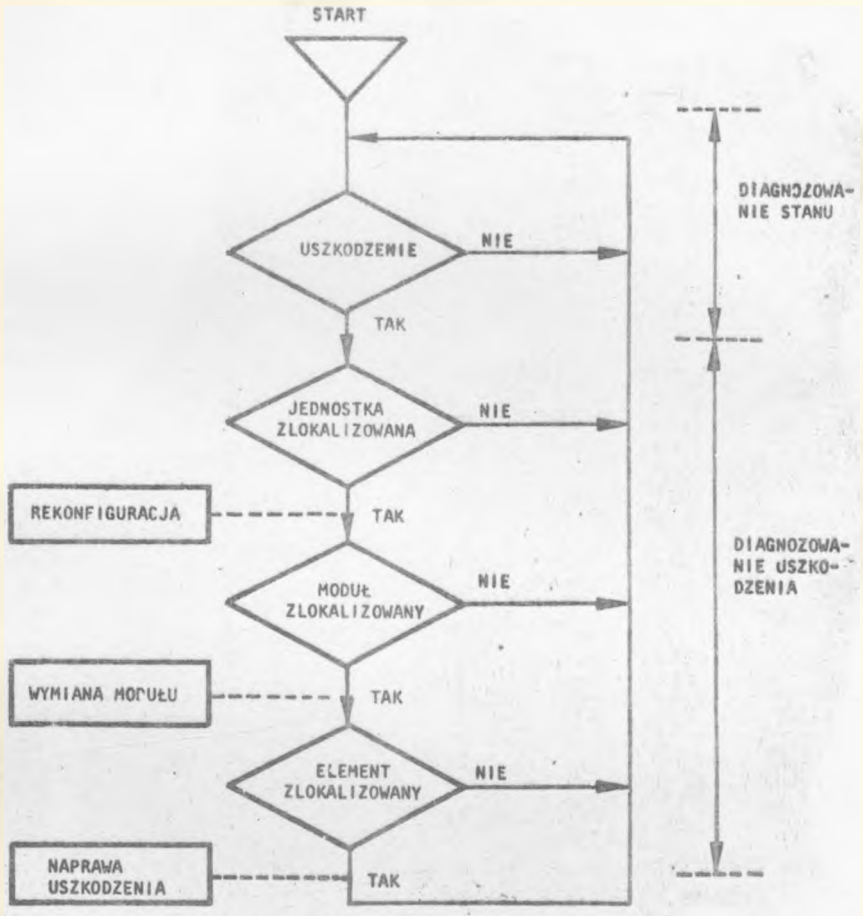 START
DIAGNOZOWA-
NIE STANU
USZKODZENIE
NIE
TAK
JEDNOSTKA
ZLOKALIZOWANA
NIE
REKONFIGURACJA
TAK
DIAGNOZOWA-
NIE USZKO-
DZENIA
MODUŁ
ZLOKALIZOWANY
NIE
WYMIANA MODUŁU
TAK
ELEMENT
ZLOKALIZOWANY
NIE
NAPRAWA
USZKODZENIA
TAK